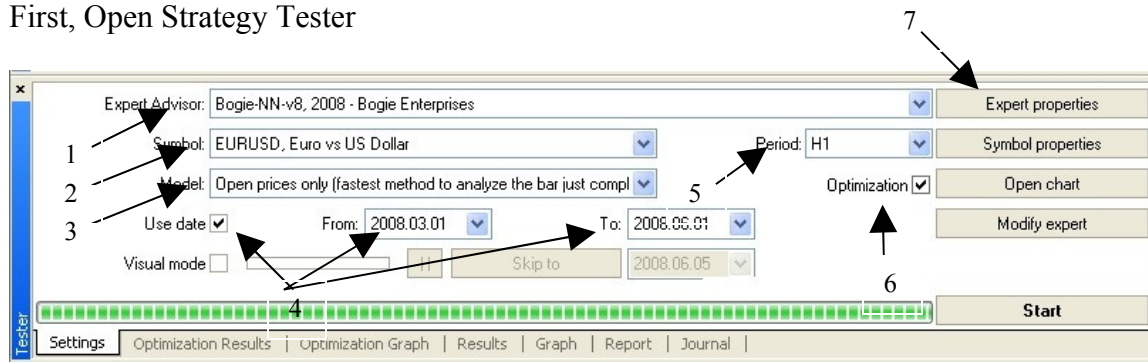 First, Open Strategy Tester
7
Expert Advisor: Bogie-NN-v8, 2008 - Bogie Enterprises Expert properties
1 Symbol: EURUSD, Euro vs US Dollar Period: H1 Symbol properties
2 Model: Open prices only (fastest method to analyze the bar just compl 5 Optimization Open chart
3 Use date From: 2008.03.01 To: 2008.06.01 Modify expert
Visual mode Skip to 2008.06.05
4 6
Start
Tester
Settings Optimization Results | Optimization Graph | Results | Graph | Report | Journal |